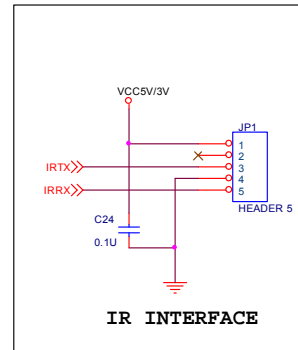 VCC5V/3V
JP1
1
2
IRTX
3
4
IRRX
5
C24
HEADER 5
0.1U
IR INTERFACE